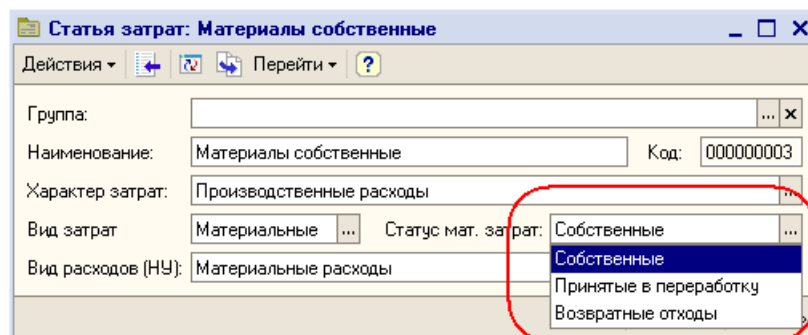 Статья затрат: Материалы собственные
Действия Перейти ?
Группа: ... x
Наименование: Материалы собственные Код: 000000003
Характер затрат: Производственные расходы ...
Вид затрат Материальные ... Статус мат. затрат: Собственные ...
Собственные
Вид расходов (НУ): Материальные расходы
Принятые в переработку
Возвратные отходы